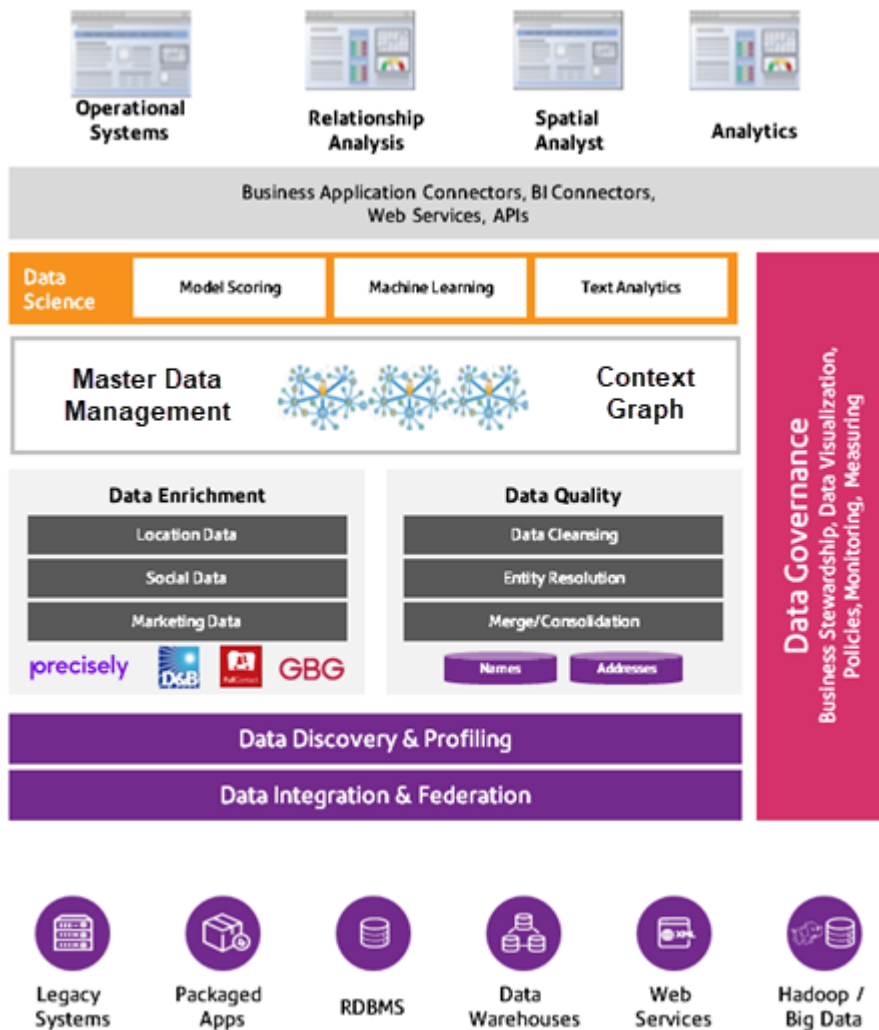 Operational
Systems
Relationship
Analysis
Spatial
Analyst
Analytics
Business Application Connectors, BI Connectors,
Web Services, APIs
Data
Science
Model Scoring
Machine Learning
Text Analytics
Master Data
Management
Context
Graph
Data Enrichment
Location Data
Social Data
Marketing Data
precisely
D&B
FullContact
GBG
Data Quality
Data Cleansing
Entity Resolution
Merge/Consolidation
Names
Addresses
Data Governance
Business Stewardship, Data Visualization,
Policies, Monitoring, Measuring
Data Discovery & Profiling
Data Integration & Federation
Legacy
Systems
Packaged
Apps
RDBMS
Data
Warehouses
XML
Web
Services
Hadoop /
Big Data